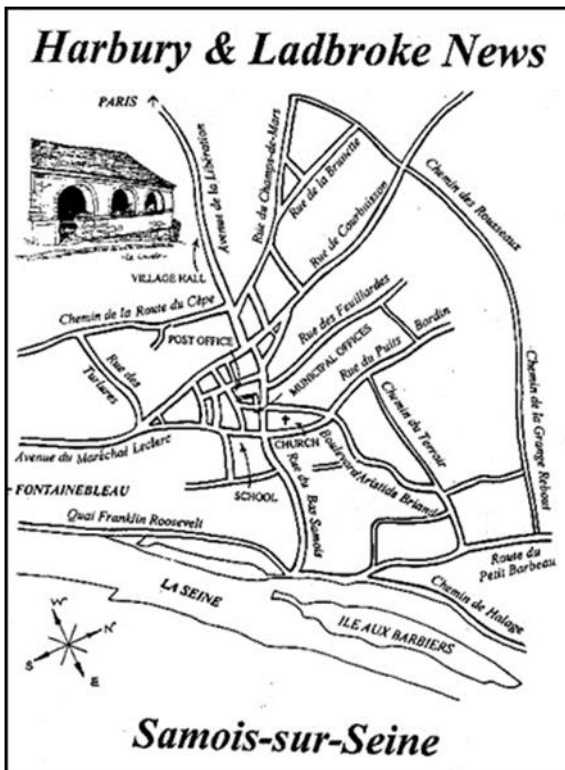 Harbury & Ladbroke News
PARIS
Avenue de la Libération
Rue du Champs-de-Mars
Rue de la Brunette
Rue de Courbuisson
Chemin des Rousseaux
VILLAGE HALL
Chemin de la Route du Cèpe
POST OFFICE
Rue des Feuillardes
MUNICIPAL OFFICES
Rue du Puits
Bardin
Rue des
Turlures
Chemin du Terroir
Chemin de la Grange Rebout
Avenue du Maréchal Leclerc
CHURCH
Boulevard Aristide Briand
FONTAINEBLEAU
SCHOOL
Rue du Bas Samois
Quai Franklin Roosevelt
Route du
Petit Barbeau
Chemin de Halage
LA SEINE
ILE AUX BARBIERS
W
N
S
E
Samois-sur-Seine